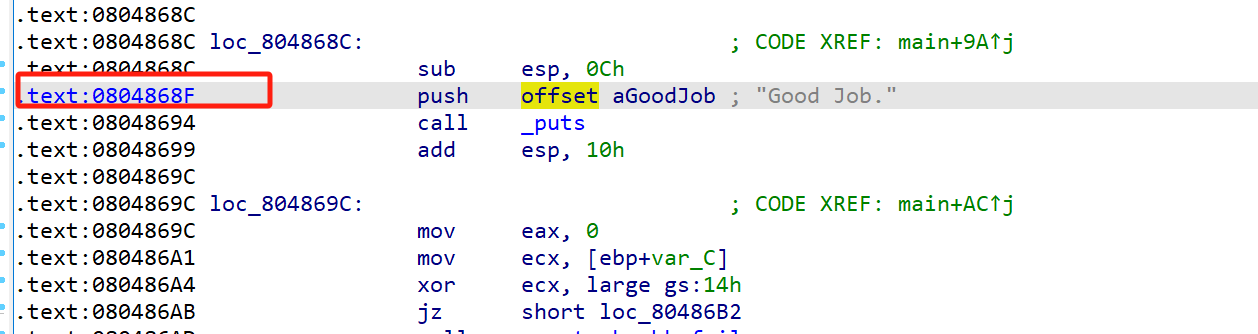 .text:0804868C
.text:0804868C loc_804868C: ; CODE XREF: main+9A↑j
.text:0804868C sub esp, 0Ch
.text:0804868F push offset aGoodJob ; "Good Job."
.text:08048694 call _puts
.text:08048699 add esp, 10h
.text:0804869C
.text:0804869C loc_804869C: ; CODE XREF: main+AC↑j
.text:0804869C mov eax, 0
.text:080486A1 mov ecx, [ebp+var_C]
.text:080486A4 xor ecx, large gs:14h
.text:080486AB jz short loc_80486B2